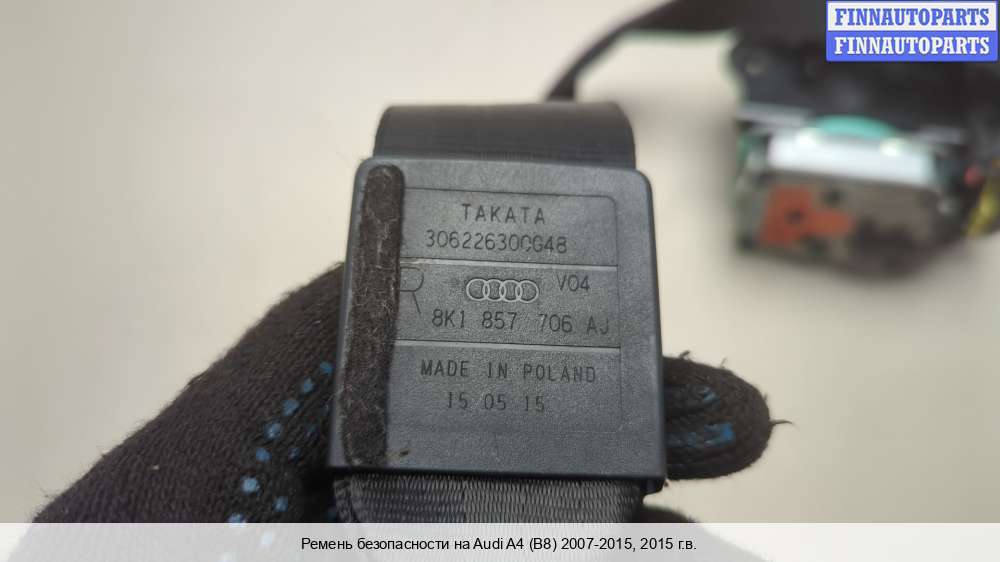 FINNAUTOPARTS
FINNAUTOPARTS
TAKATA
306226300G48
R V04
8K1 857 706 AJ
MADE IN POLAND
15 05 15
Ремень безопасности на Audi A4 (B8) 2007-2015, 2015 г.в.